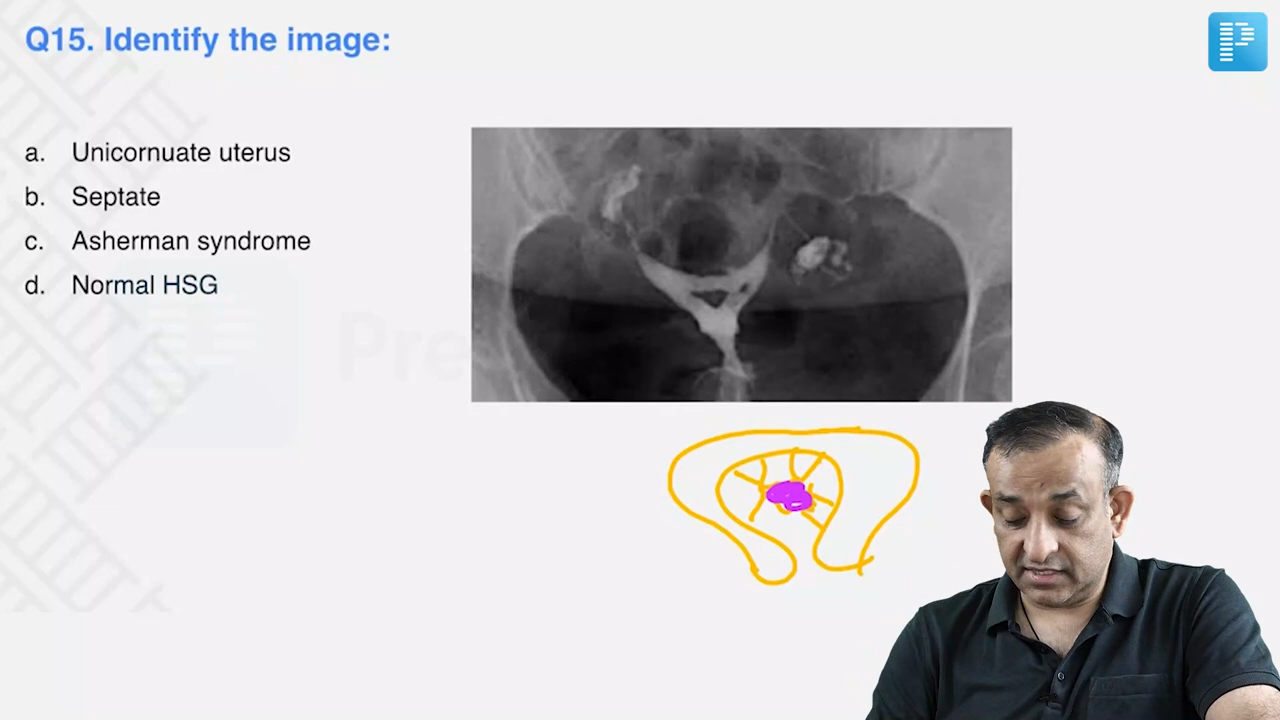 Q15. Identify the image:
a. Unicornuate uterus
b. Septate
c. Asherman syndrome
d. Normal HSG